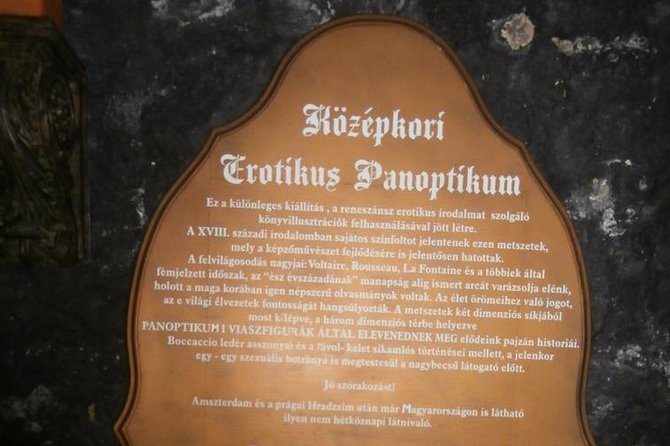 Középkori
Erotikus Panoptikum
Ez a különleges kiállítás , a reneszánsz erotikus irodalmat szolgáló
könyvillusztrációk felhasználásával jött létre.
A XVIII. századi irodalomban sajátos színfoltot jelentenek ezen metszetek,
mely a képzőművészet fejlődésére is jelentősen hatottak.
A felvilágosodás nagyjai: Voltaire, Rousseau, La Fontaine és a többiek által
fémjelzett időszak, az "ész évszázadának" manapság alig ismert arcát varázsolja elénk,
holott a maga korában igen népszerű olvasmányok voltak. Az élet örömeihez való jogot,
az e világi élvezetek fontosságát hangsúlyozták. A metszetek két dimenziós síkjából
most kilépve, a három dimenziós térbe helyezve
PANOPTIKUMI VIASZFIGURÁK ÁLTAL ELEVENEDNEK MEG elődeink pajzán históriái.
Boccaccio ledér asszonyai és a távol- kelet sikamlós történései mellett, a jelenkor
egy - egy szexuális botránya is megtestesül a nagybecsű látogató előtt.
Jó szórakozást!
Amszterdam és a prágai Hradzsim után már Magyarországon is látható
ilyen nem hétköznapi látnivaló.